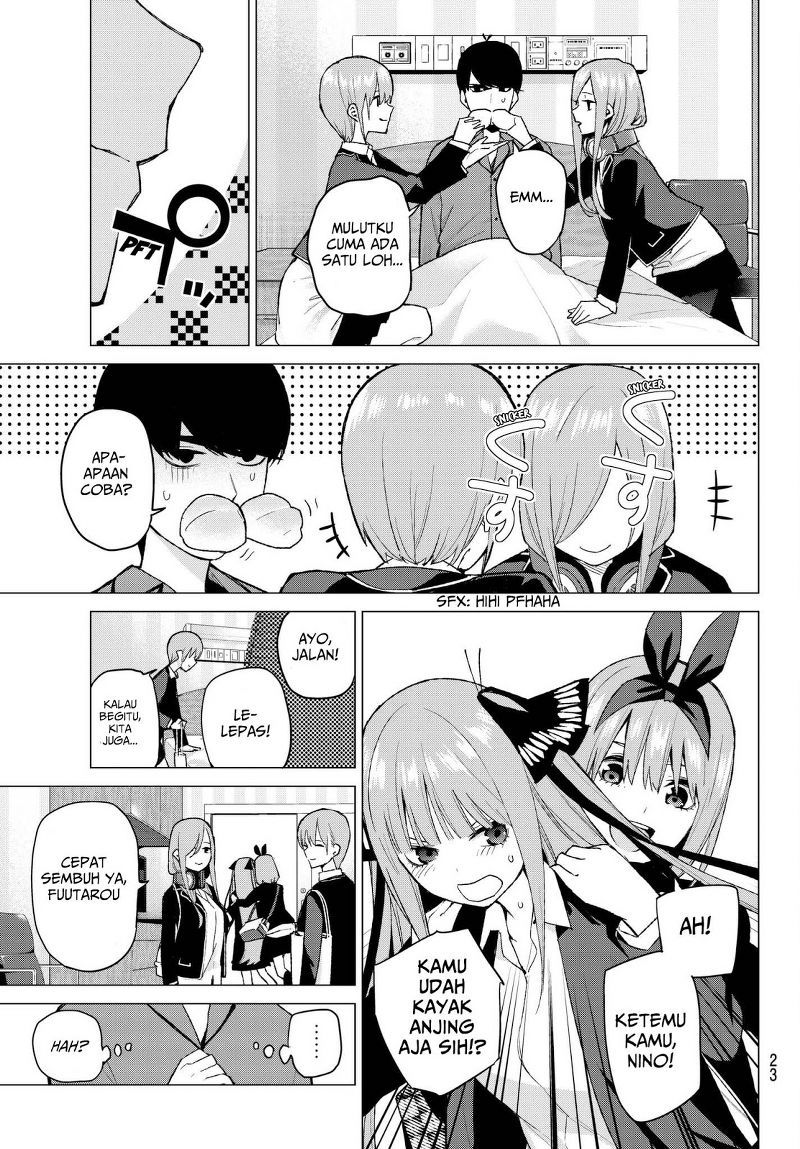 EMM...
MULUTKU
CUMA ADA
SATU LOH...
PFT
SNICKER
くす
SNICKER
くす
APA-
APAAN
COBA?
SFX: HIHI PFHAHA
AH!
KETEMU
KAMU,
NINO!
KAMU
UDAH
KAYAK
ANJING
AJA SIH!?
AYO,
JALAN!
LE-
LEPAS!
KALAU
BEGITU,
KITA
JUGA...
CEPAT
SEMBUH YA,
FUUTAROU
......
HAH?
23